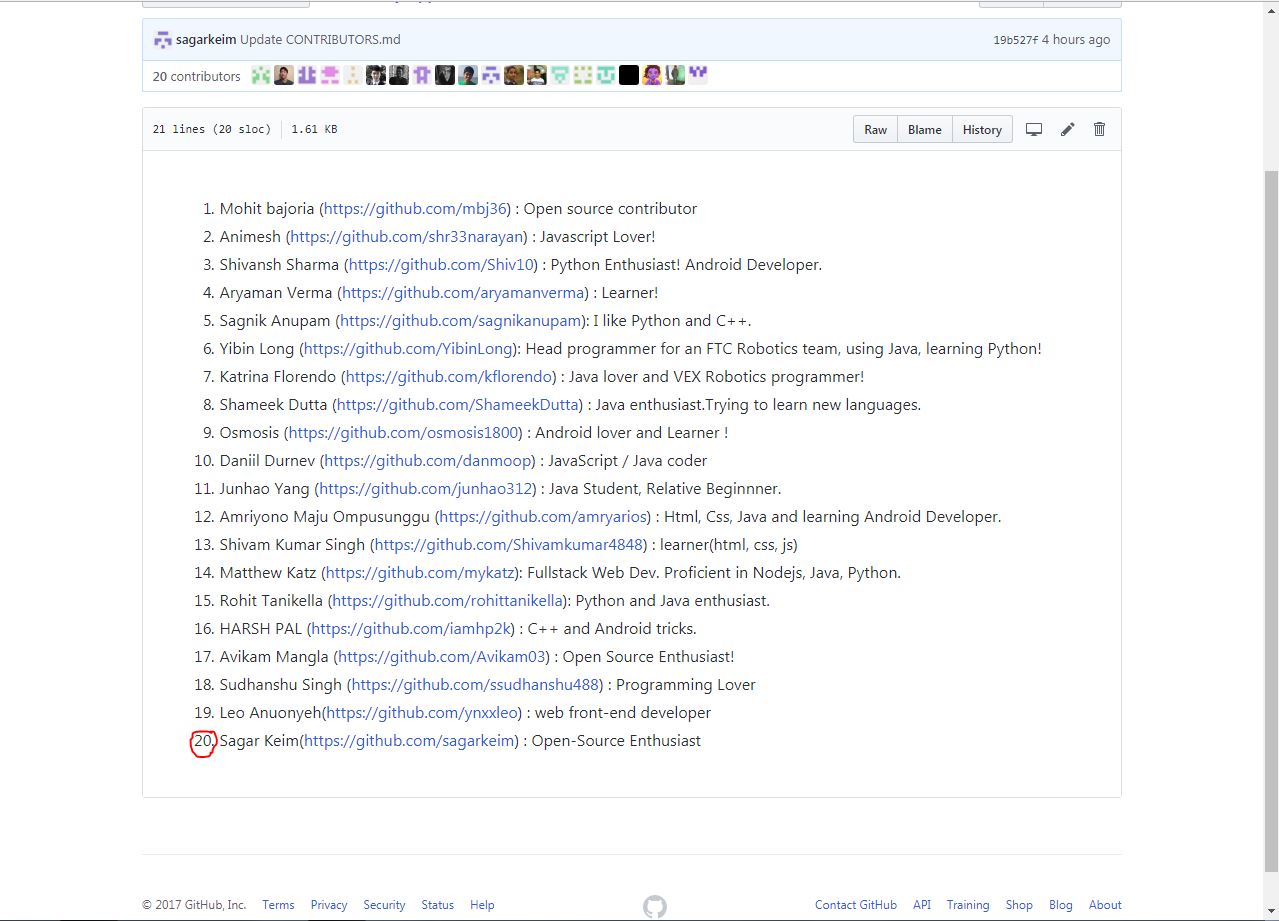 sagarkeim Update CONTRIBUTORS.md 19b527f 4 hours ago
20 contributors
21 lines (20 sloc) 1.61 KB Raw Blame History
1. Mohit bajoria (https://github.com/mbj36) : Open source contributor
2. Animesh (https://github.com/shr33narayan) : Javascript Lover!
3. Shivansh Sharma (https://github.com/Shiv10) : Python Enthusiast! Android Developer.
4. Aryaman Verma (https://github.com/aryamanverma) : Learner!
5. Sagnik Anupam (https://github.com/sagnikanupam): I like Python and C++.
6. Yibin Long (https://github.com/YibinLong): Head programmer for an FTC Robotics team, using Java, learning Python!
7. Katrina Florendo (https://github.com/kflorendo) : Java lover and VEX Robotics programmer!
8. Shameek Dutta (https://github.com/ShameekDutta) : Java enthusiast.Trying to learn new languages.
9. Osmosis (https://github.com/osmosis1800) : Android lover and Learner !
10. Daniil Durnev (https://github.com/danmoop) : JavaScript / Java coder
11. Junhao Yang (https://github.com/junhao312) : Java Student, Relative Beginnner.
12. Amriyono Maju Ompusunggu (https://github.com/amryarios) : Html, Css, Java and learning Android Developer.
13. Shivam Kumar Singh (https://github.com/Shivamkumar4848) : learner(html, css, js)
14. Matthew Katz (https://github.com/mykatz): Fullstack Web Dev. Proficient in Nodejs, Java, Python.
15. Rohit Tanikella (https://github.com/rohittanikella): Python and Java enthusiast.
16. HARSH PAL (https://github.com/iamhp2k) : C++ and Android tricks.
17. Avikam Mangla (https://github.com/Avikam03) : Open Source Enthusiast!
18. Sudhanshu Singh (https://github.com/ssudhanshu488) : Programming Lover
19. Leo Anuonyeh(https://github.com/ynxxleo) : web front-end developer
20. Sagar Keim(https://github.com/sagarkeim) : Open-Source Enthusiast
© 2017 GitHub, Inc. Terms Privacy Security Status Help Contact GitHub API Training Shop Blog About